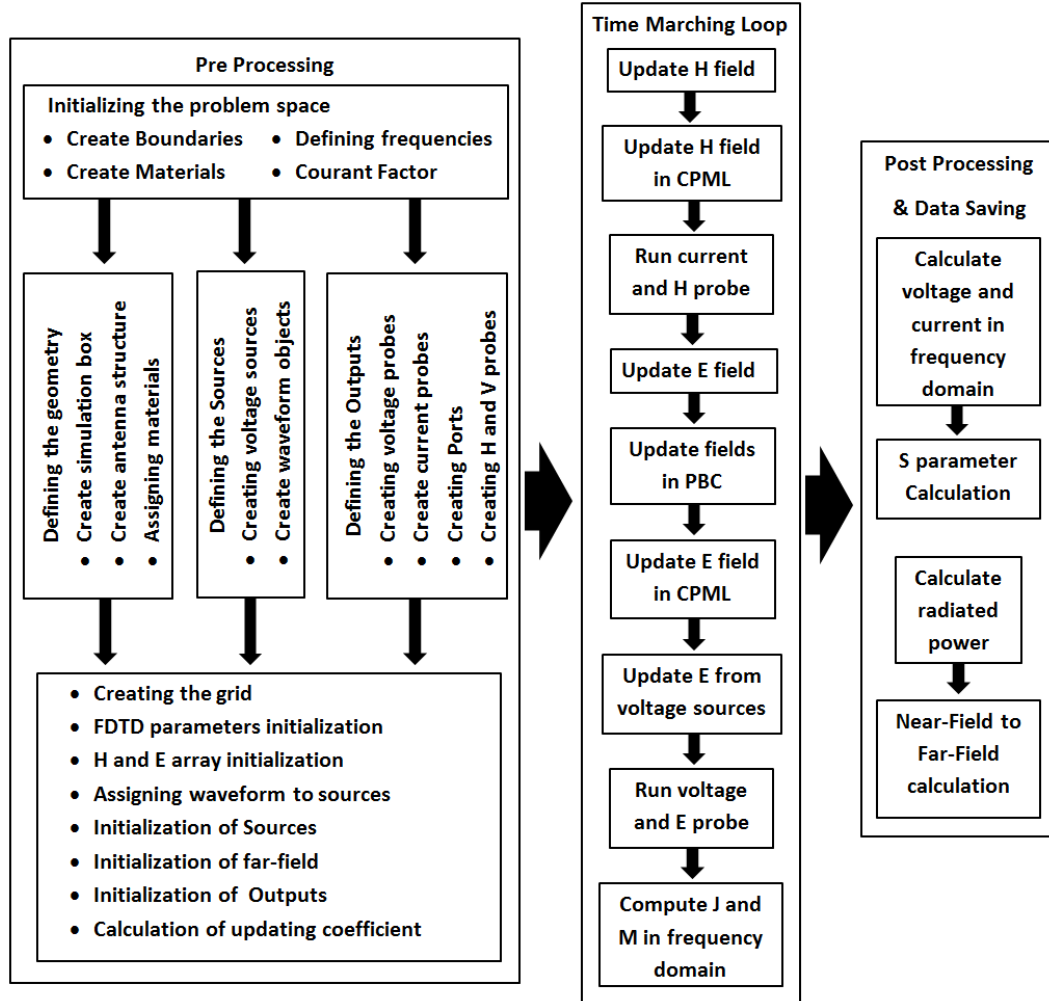 Pre Processing
Initializing the problem space
• Create Boundaries
• Defining frequencies
• Create Materials
• Courant Factor
Defining the geometry
• Create simulation box
• Create antenna structure
• Assigning materials
Defining the Sources
• Creating voltage sources
• Create waveform objects
Defining the Outputs
• Creating voltage probes
• Create current probes
• Creating Ports
• Creating H and V probes
• Creating the grid
• FDTD parameters initialization
• H and E array initialization
• Assigning waveform to sources
• Initialization of Sources
• Initialization of far-field
• Initialization of Outputs
• Calculation of updating coefficient
Time Marching Loop
Update H field
Update H field
in CPML
Run current
and H probe
Update E field
Update fields
in PBC
Update E field
in CPML
Update E from
voltage sources
Run voltage
and E probe
Compute J and
M in frequency
domain
Post Processing
& Data Saving
Calculate
voltage and
current in
frequency
domain
S parameter
Calculation
Calculate
radiated
power
Near-Field to
Far-Field
calculation